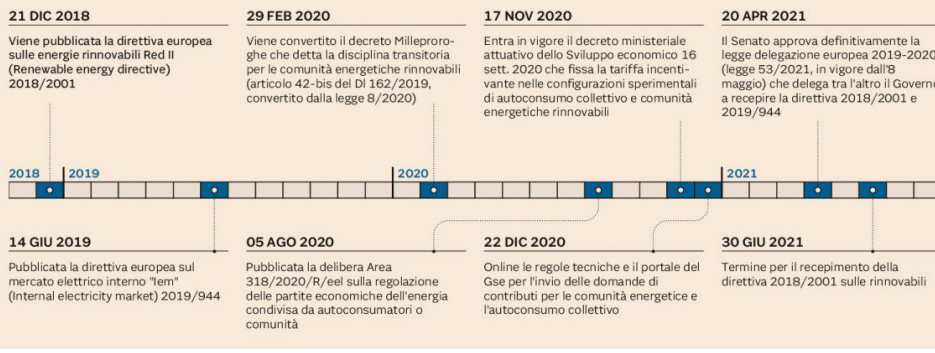 21 DIC 2018
Viene pubblicata la direttiva europea
sulle energie rinnovabili Red II
(Renewable energy directive)
2018/2001
29 FEB 2020
Viene convertito il decreto Milleproro-
ghe che detta la disciplina transitoria
per le comunità energetiche rinnovabili
(articolo 42-bis del Dl 162/2019,
convertito dalla legge 8/2020)
17 NOV 2020
Entra in vigore il decreto ministeriale
attuativo dello Sviluppo economico 16
sett. 2020 che fissa la tariffa incenti-
vante nelle configurazioni sperimentali
di autoconsumo collettivo e comunità
energetiche rinnovabili
20 APR 2021
Il Senato approva definitivamente la
legge delegazione europea 2019-2020
(legge 53/2021, in vigore dall'8
maggio) che delega tra l'altro il Governo
a recepire la direttiva 2018/2001 e
2019/944
2018 2019 2020 2021
14 GIU 2019
Pubblicata la direttiva europea sul
mercato elettrico interno "Iem"
(Internal electricity market) 2019/944
05 AGO 2020
Pubblicata la delibera Area
318/2020/R/eel sulla regolazione
delle partite economiche dell'energia
condivisa da autoconsumatori o
comunità
22 DIC 2020
Online le regole tecniche e il portale del
Gse per l'invio delle domande di
contributi per le comunità energetice e
l'autoconsumo collettivo
30 GIU 2021
Termine per il recepimento della
direttiva 2018/2001 sulle rinnovabili